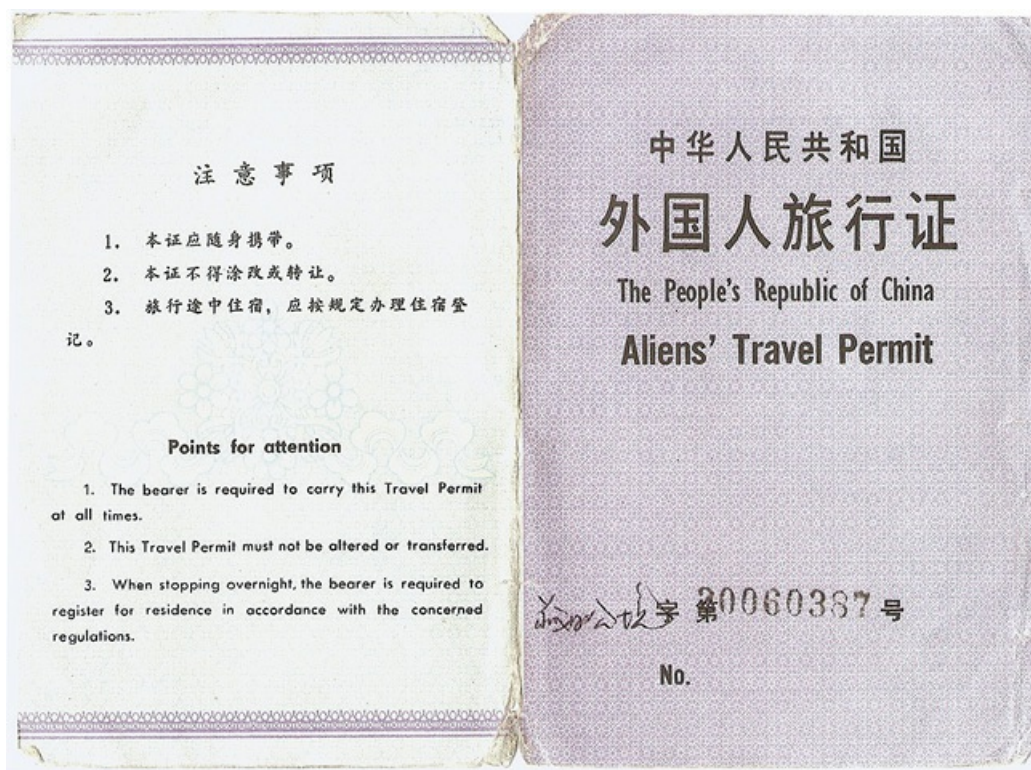 注意事项
1. 本证应随身携带。
2. 本证不得涂改或转让。
3. 旅行途中住宿，应按规定办理住宿登
记。
Points for attention
1. The bearer is required to carry this Travel Permit
at all times.
2. This Travel Permit must not be altered or transferred.
3. When stopping overnight, the bearer is required to
register for residence in accordance with the concerned
regulations.
中华人民共和国
外国人旅行证
The People's Republic of China
Aliens' Travel Permit
字第20060387号
No.